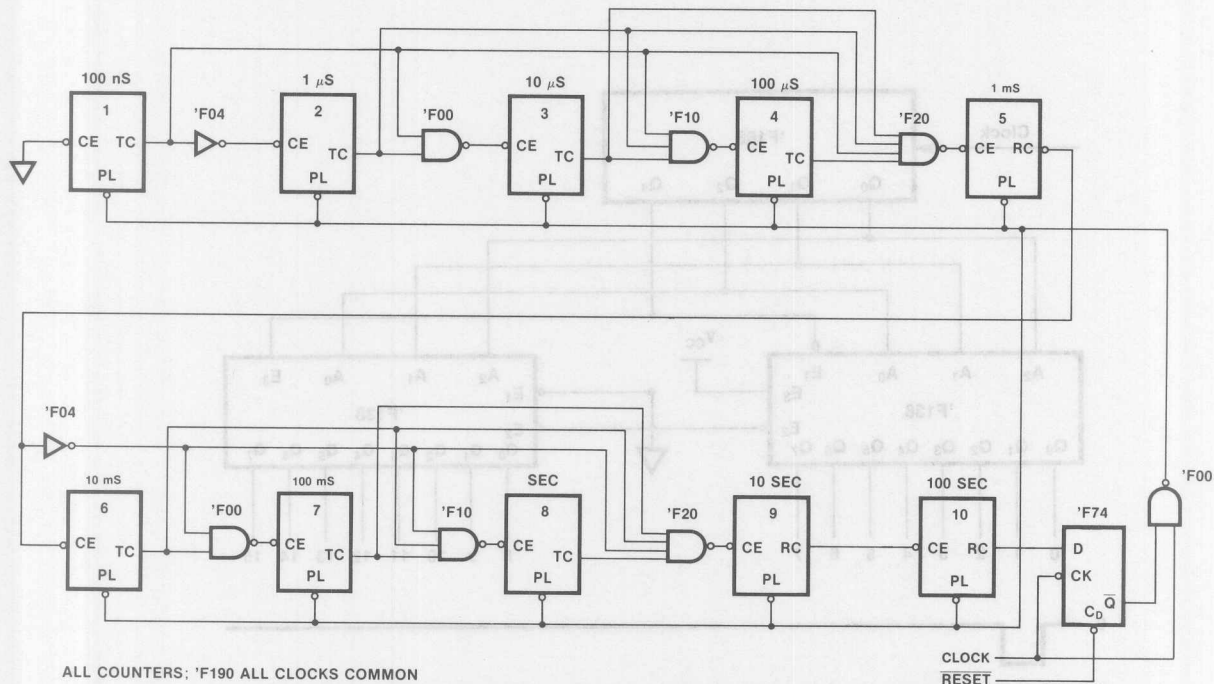 100 nS
1 μS
10 μS
100 μS
1 mS
1
'F04
2
'F00
3
'F10
4
'F20
5
CE TC
CE TC
CE TC
CE TC
CE RC
PL
PL
PL
PL
PL
'F04
10 mS
'F00
100 mS
'F10
SEC
'F20
10 SEC
100 SEC
'F74
'F00
6
7
8
9
10
CE TC
CE TC
CE TC
CE RC
CE RC
D
CK
C_D Q̅
PL
PL
PL
PL
PL
CLOCK
R̅E̅S̅E̅T̅
ALL COUNTERS; 'F190 ALL CLOCKS COMMON